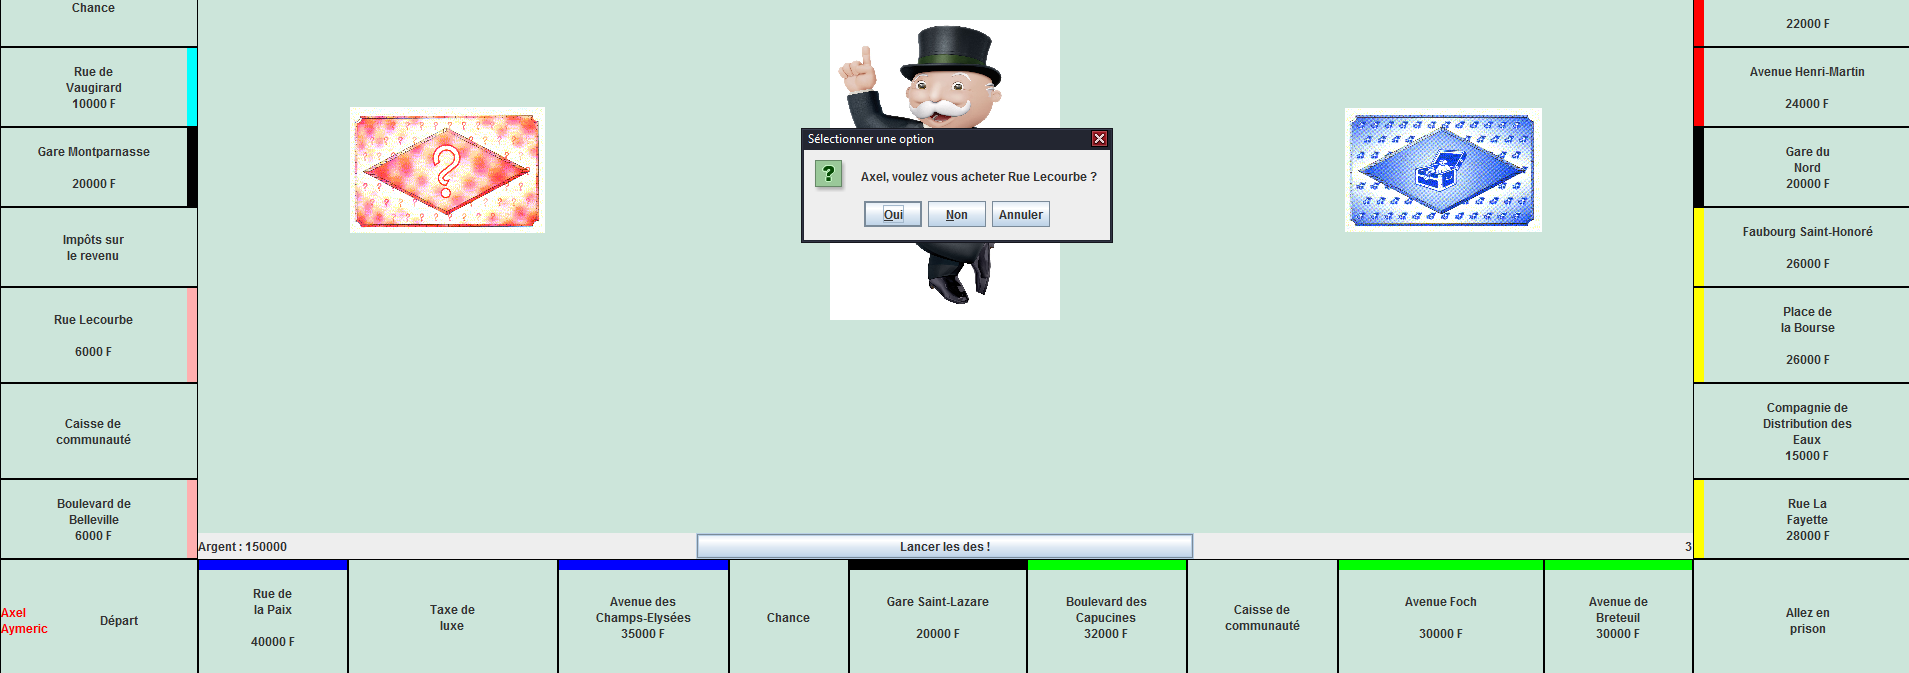 Chance
Rue de
Vaugirard
10000 F
Gare Montparnasse
20000 F
Impôts sur
le revenu
Rue Lecourbe
6000 F
Caisse de
communauté
Boulevard de
Belleville
6000 F
Axel
Aymeric
Départ
?
Sélectionner une option
?
Axel, voulez vous acheter Rue Lecourbe ?
Oui
Non
Annuler
Argent : 150000
Lancer les des !
3
Rue de
la Paix
40000 F
Taxe de
luxe
Avenue des
Champs-Elysées
35000 F
Chance
Gare Saint-Lazare
20000 F
Boulevard des
Capucines
32000 F
Caisse de
communauté
Avenue Foch
30000 F
Avenue de
Breteuil
30000 F
22000 F
Avenue Henri-Martin
24000 F
Gare du
Nord
20000 F
Faubourg Saint-Honoré
26000 F
Place de
la Bourse
26000 F
Compagnie de
Distribution des
Eaux
15000 F
Rue La
Fayette
28000 F
Allez en
prison